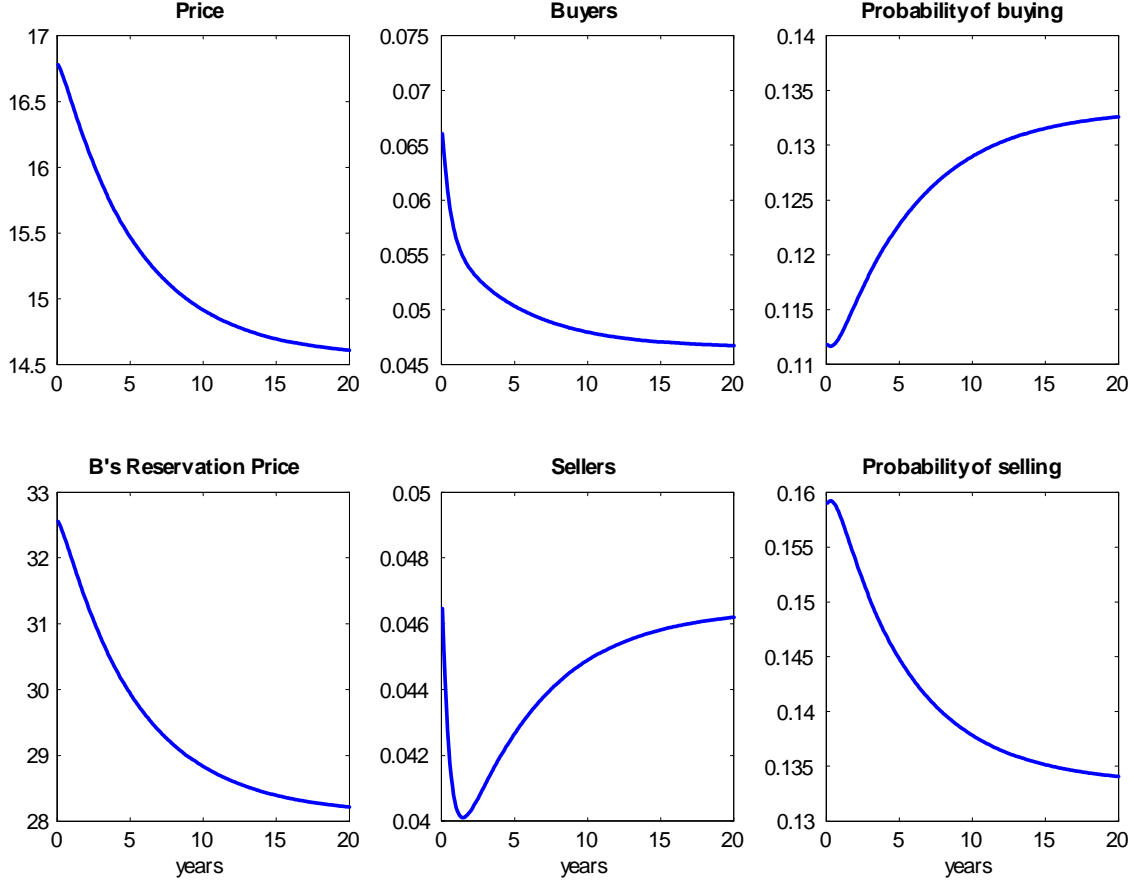 Price
17
16.5
16
15.5
15
14.5
0 5 10 15 20
Buyers
0.075
0.07
0.065
0.06
0.055
0.05
0.045
0 5 10 15 20
Probability of buying
0.14
0.135
0.13
0.125
0.12
0.115
0.11
0 5 10 15 20
B's Reservation Price
33
32
31
30
29
28
0 5 10 15 20
years
Sellers
0.05
0.048
0.046
0.044
0.042
0.04
0 5 10 15 20
years
Probability of selling
0.16
0.155
0.15
0.145
0.14
0.135
0.13
0 5 10 15 20
years